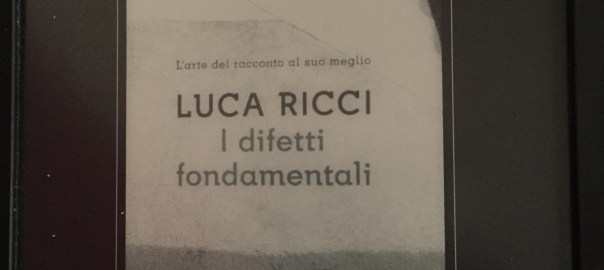 L'arte del racconto al suo meglio
LUCA RICCI
I difetti
fondamentali